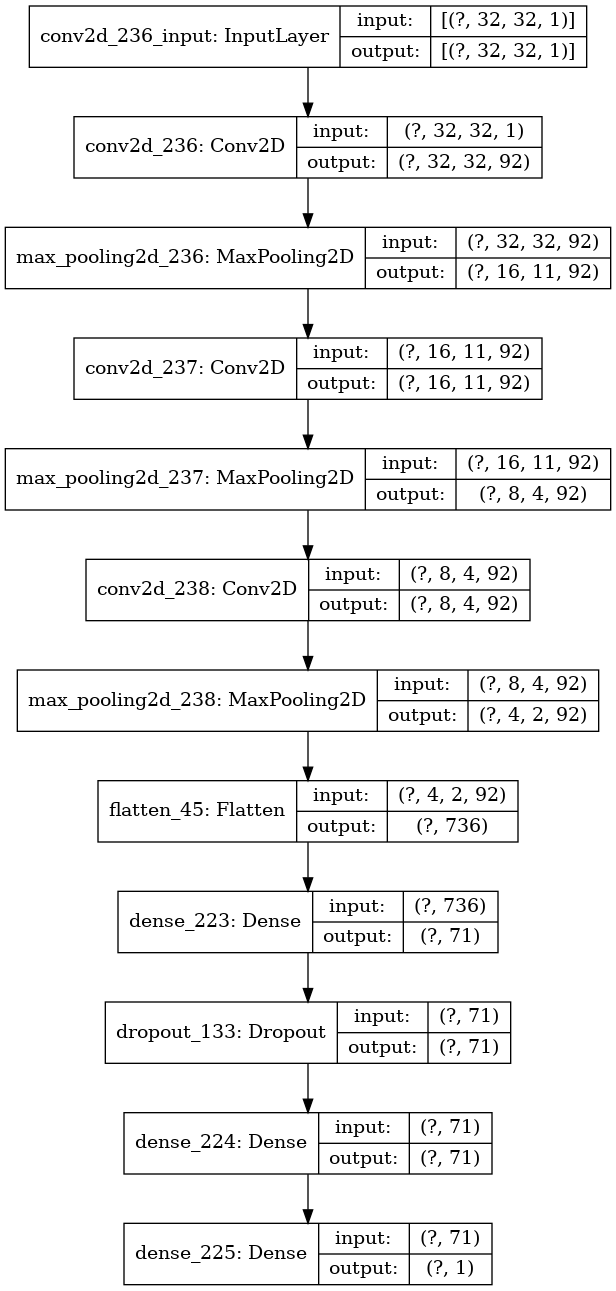 conv2d_236_input: InputLayer
input: [(?, 32, 32, 1)]
output: [(?, 32, 32, 1)]
conv2d_236: Conv2D
input: (?, 32, 32, 1)
output: (?, 32, 32, 92)
max_pooling2d_236: MaxPooling2D
input: (?, 32, 32, 92)
output: (?, 16, 11, 92)
conv2d_237: Conv2D
input: (?, 16, 11, 92)
output: (?, 16, 11, 92)
max_pooling2d_237: MaxPooling2D
input: (?, 16, 11, 92)
output: (?, 8, 4, 92)
conv2d_238: Conv2D
input: (?, 8, 4, 92)
output: (?, 8, 4, 92)
max_pooling2d_238: MaxPooling2D
input: (?, 8, 4, 92)
output: (?, 4, 2, 92)
flatten_45: Flatten
input: (?, 4, 2, 92)
output: (?, 736)
dense_223: Dense
input: (?, 736)
output: (?, 71)
dropout_133: Dropout
input: (?, 71)
output: (?, 71)
dense_224: Dense
input: (?, 71)
output: (?, 71)
dense_225: Dense
input: (?, 71)
output: (?, 1)